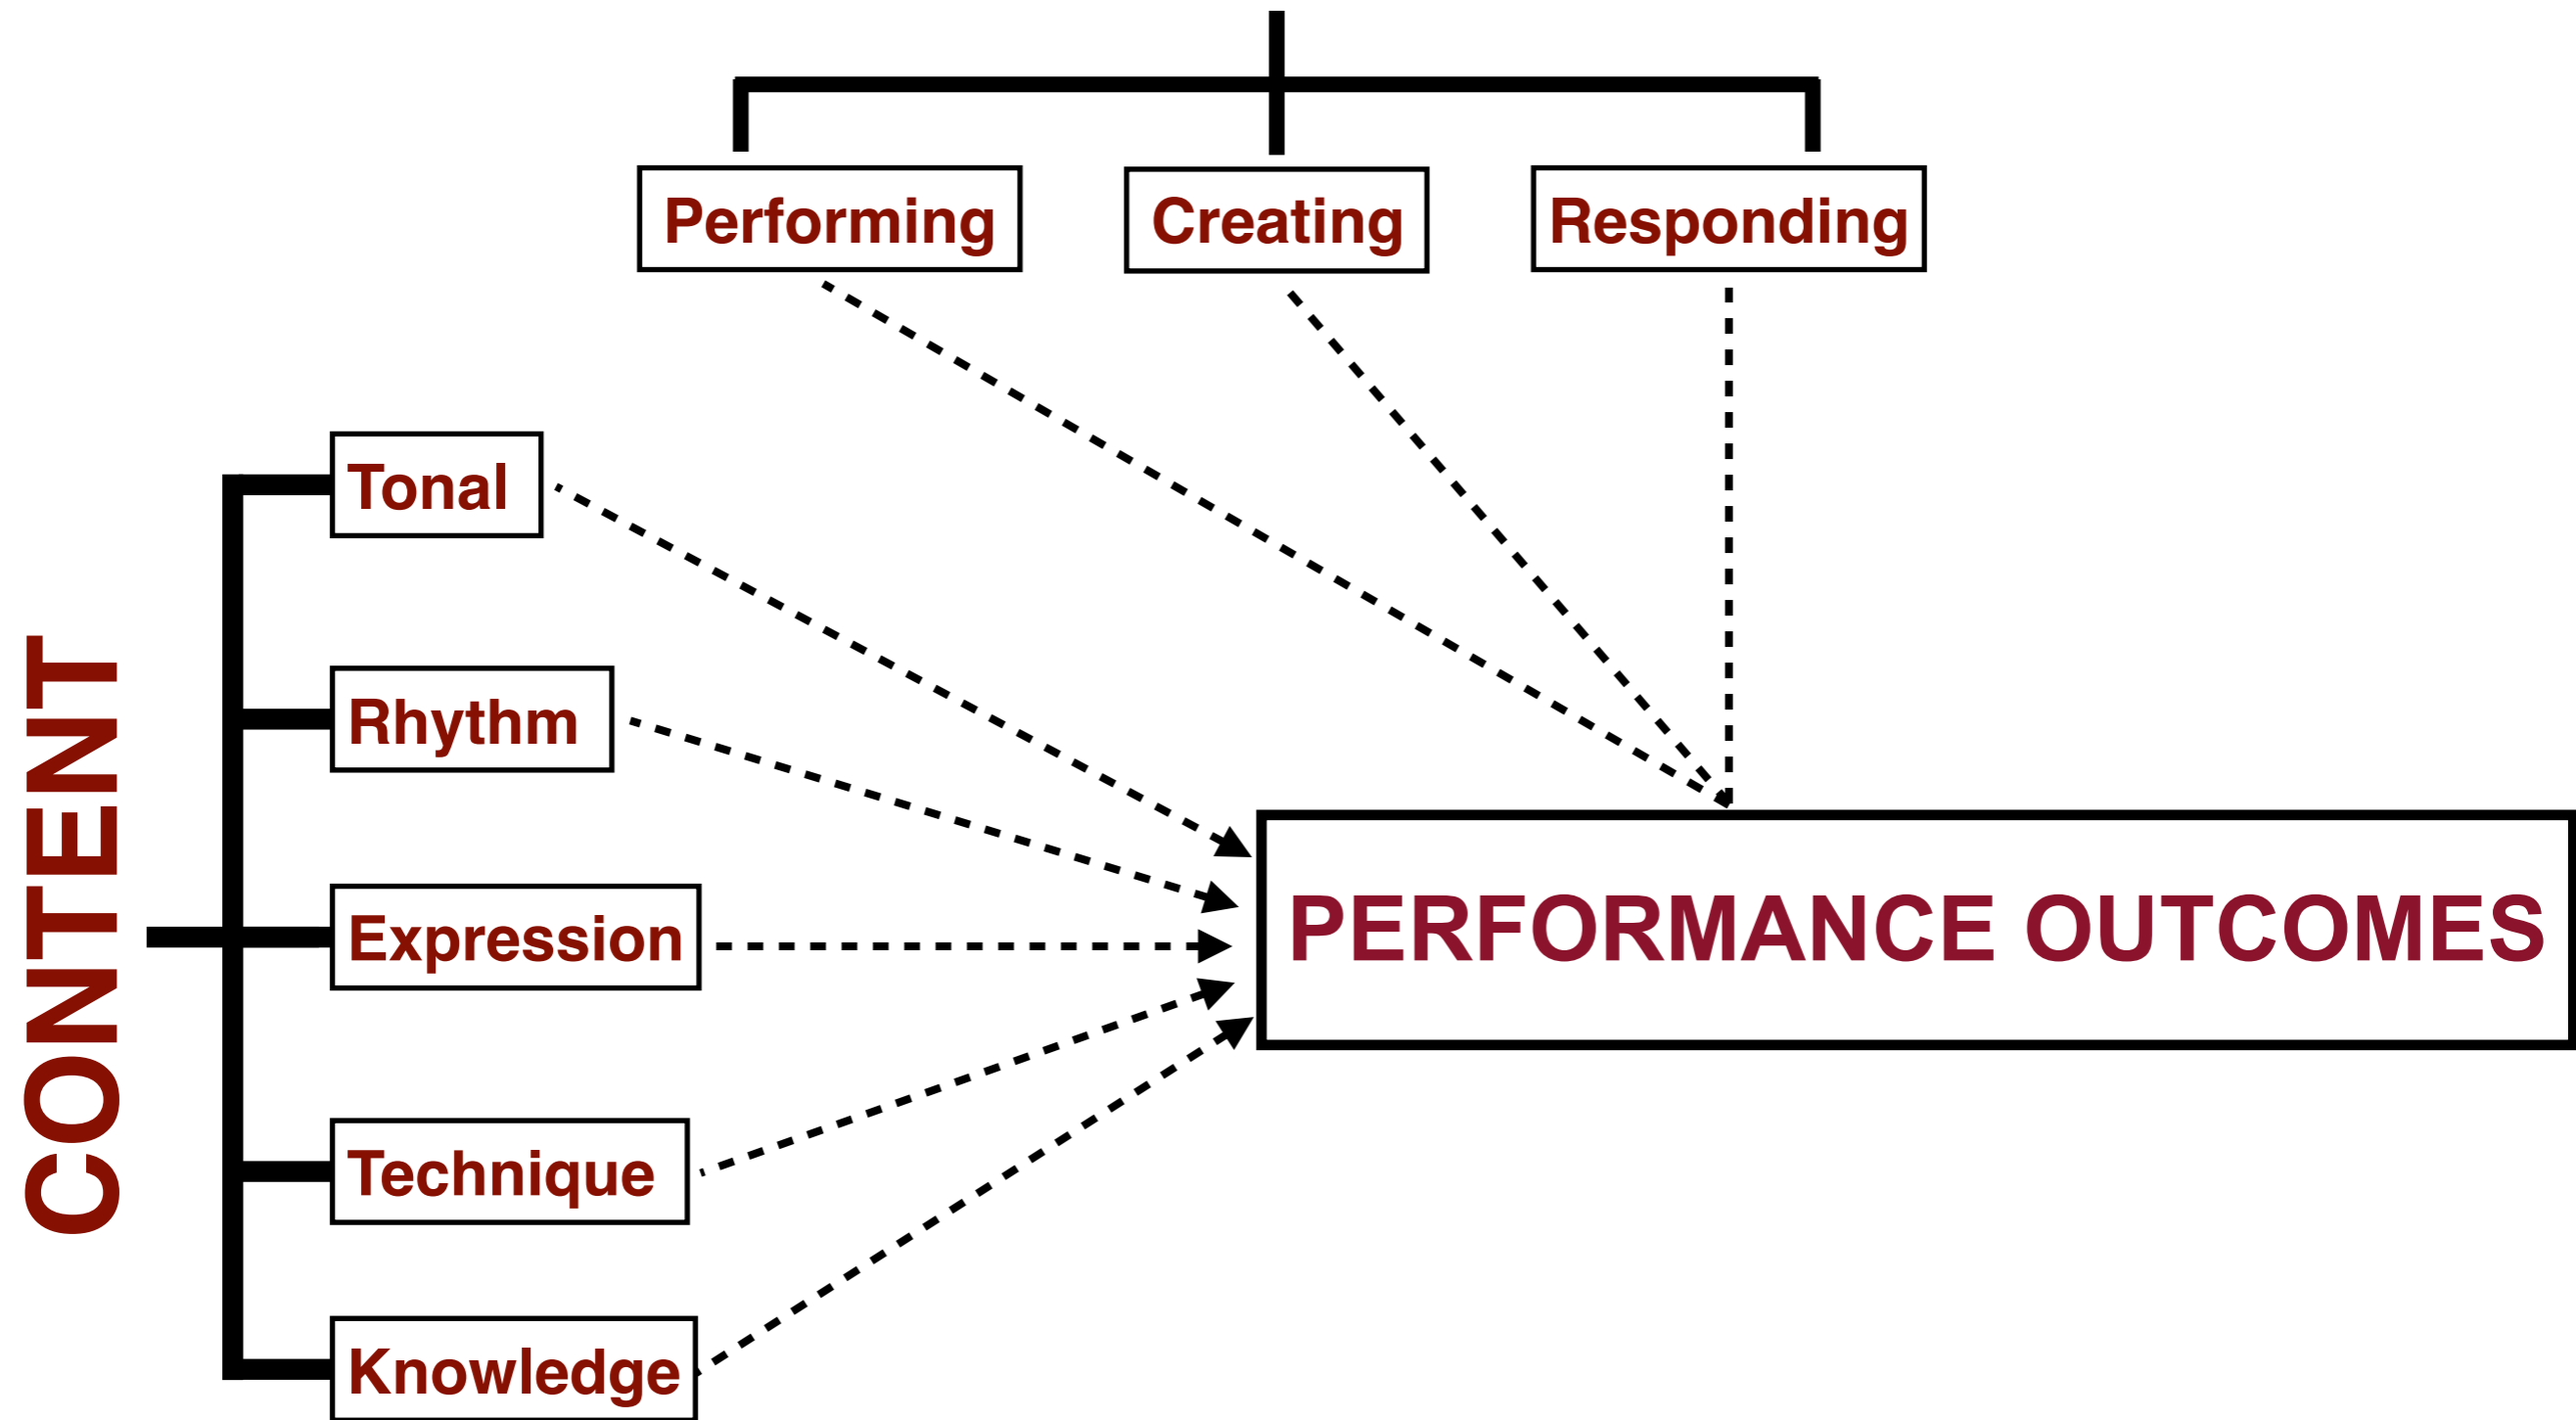 Performing
Creating
Responding
CONTENT
Tonal
Rhythm
Expression
Technique
Knowledge
PERFORMANCE OUTCOMES